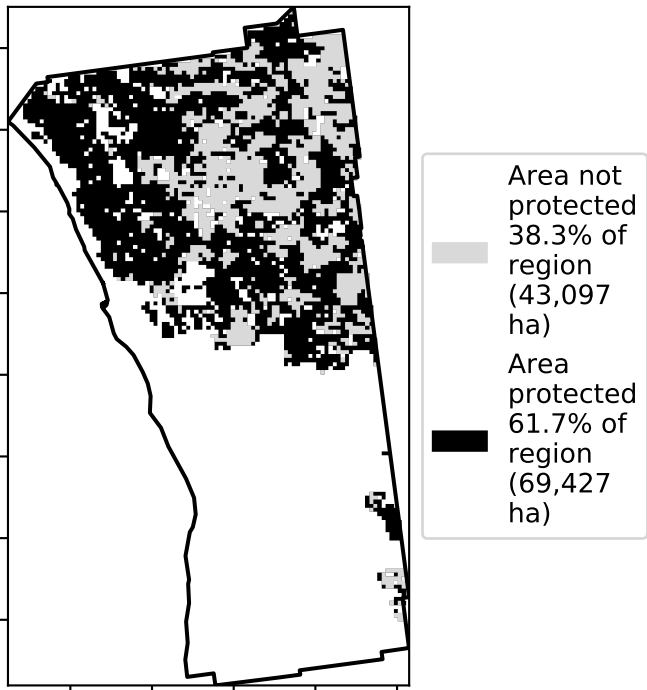 Area not
protected
38.3% of
region
(43,097
ha)
Area
protected
61.7% of
region
(69,427
ha)